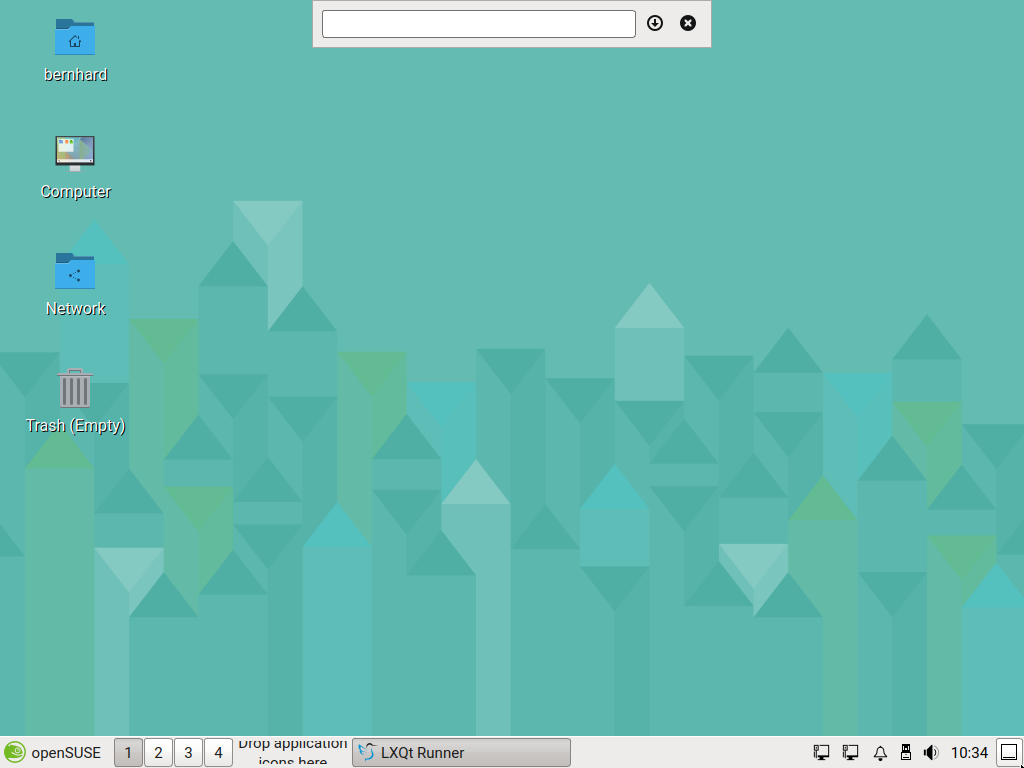 bernhard
Computer
Network
Trash (Empty)
openSUSE
1
2
3
4
Drop application
icons here
LXQt Runner
10:34